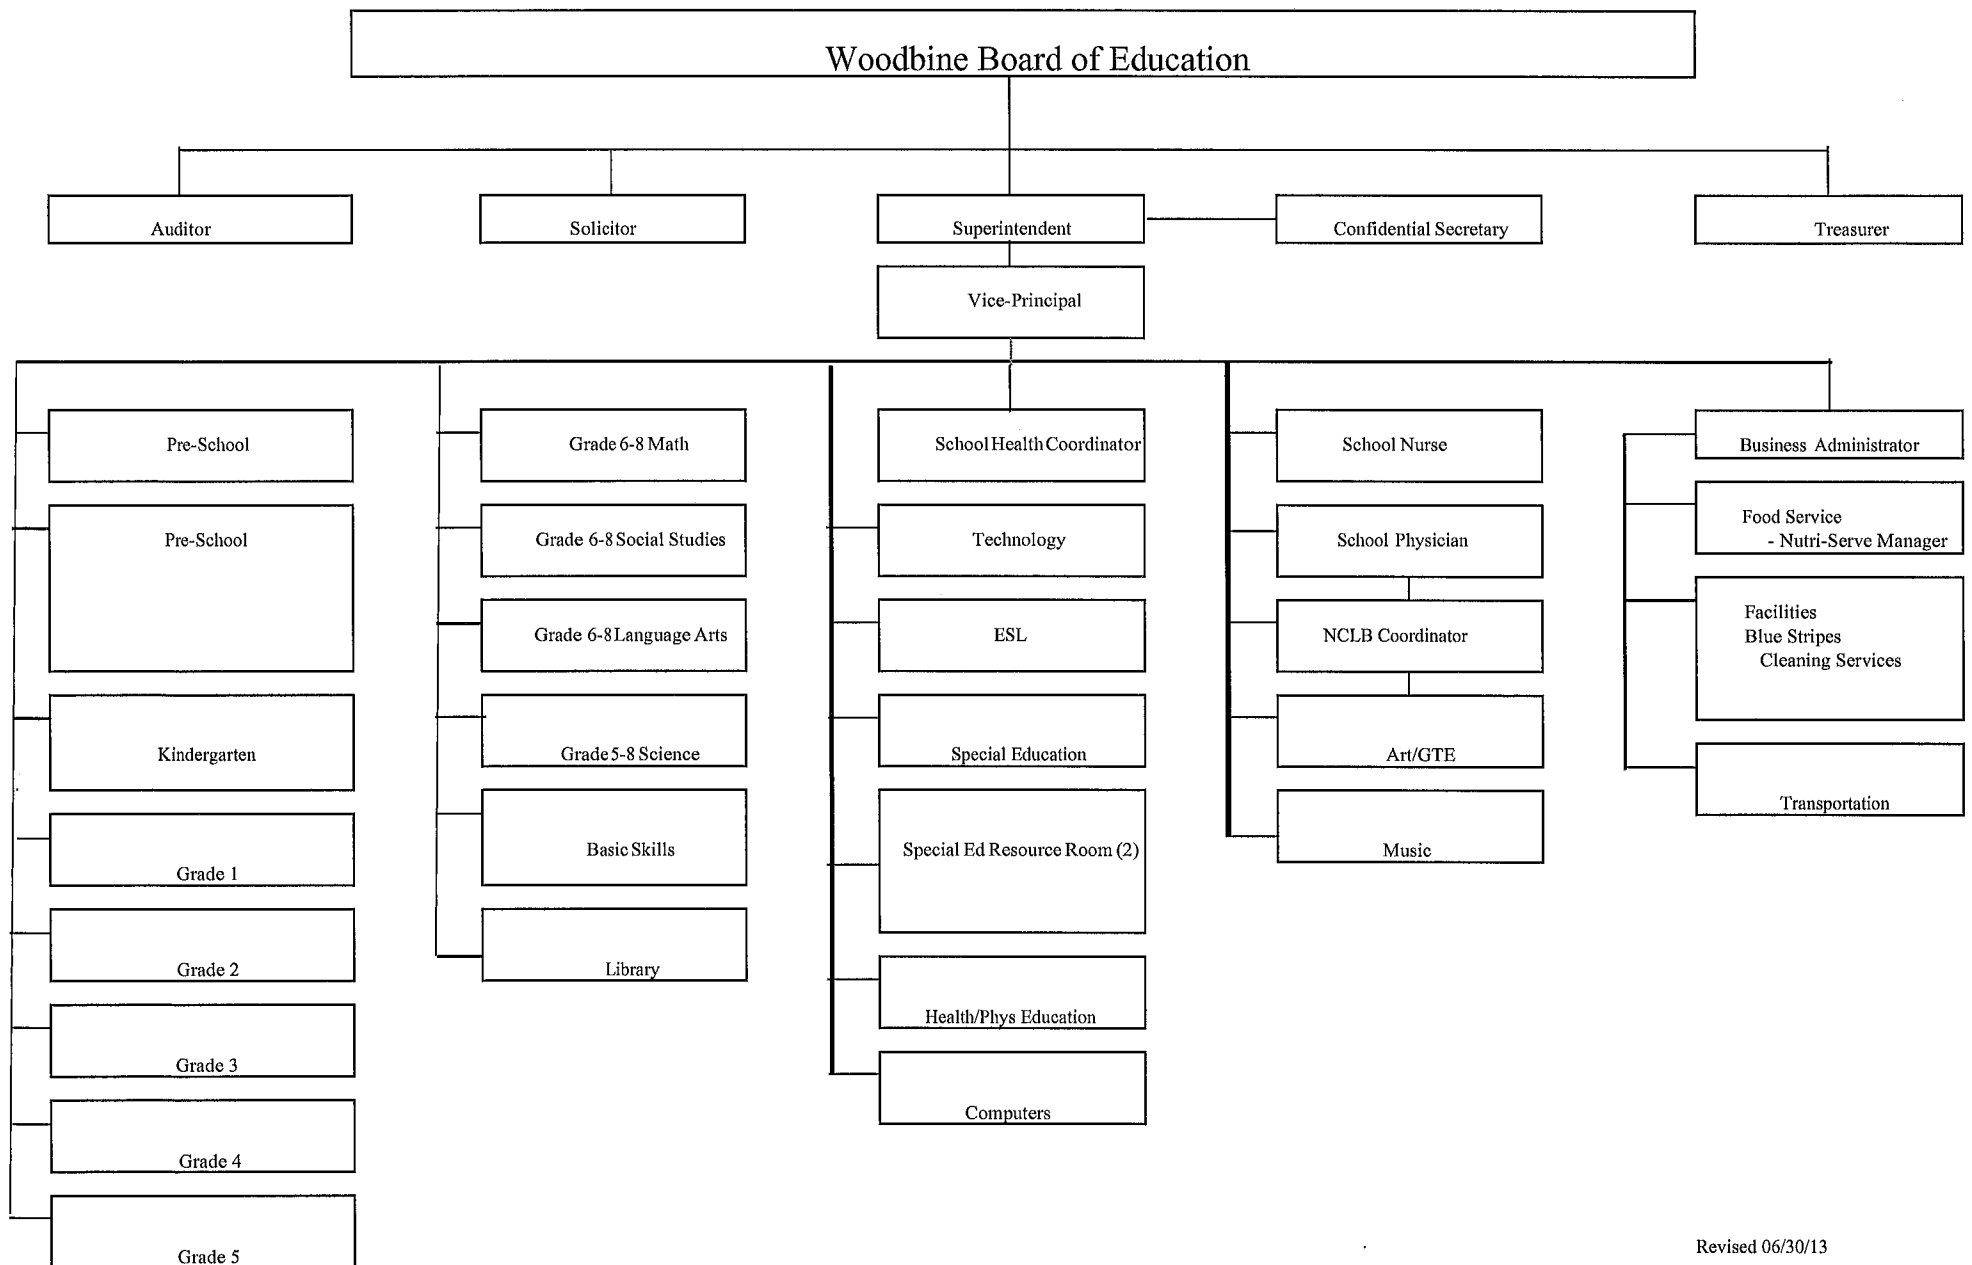 Woodbine Board of Education
Auditor
Solicitor
Superintendent
Confidential Secretary
Treasurer
Vice-Principal
Pre-School
Pre-School
Kindergarten
Grade 1
Grade 2
Grade 3
Grade 4
Grade 5
Grade 6-8 Math
Grade 6-8 Social Studies
Grade 6-8 Language Arts
Grade 5-8 Science
Basic Skills
Library
School Health Coordinator
Technology
ESL
Special Education
Special Ed Resource Room (2)
Health/Phys Education
Computers
School Nurse
School Physician
NCLB Coordinator
Art/GTE
Music
Business Administrator
Food Service
- Nutri-Serve Manager
Facilities
Blue Stripes
Cleaning Services
Transportation
Revised 06/30/13